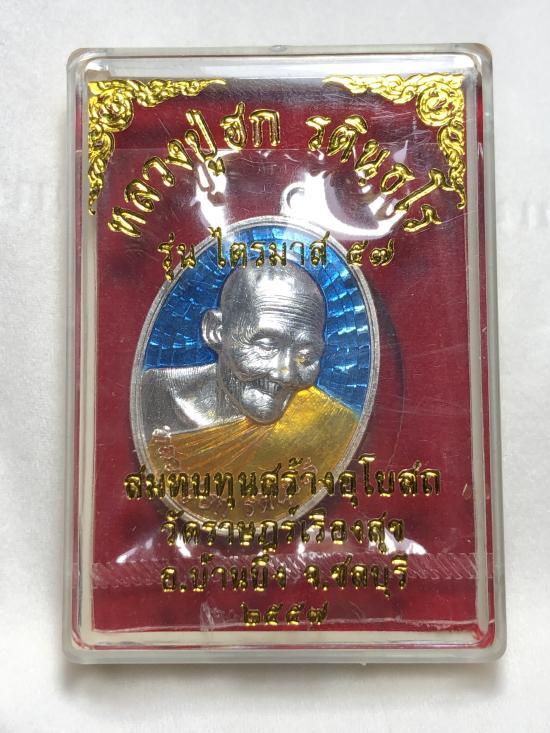 หลวงปู่ฮก รตินฺธโร
รุ่น ไตรมาส ๕๗
สมทบทุนสร้างอุโบสถ
วัดราษฎร์เรืองสุข
อ.บ้านบึง จ.ชลบุรี
๒๕๕๗